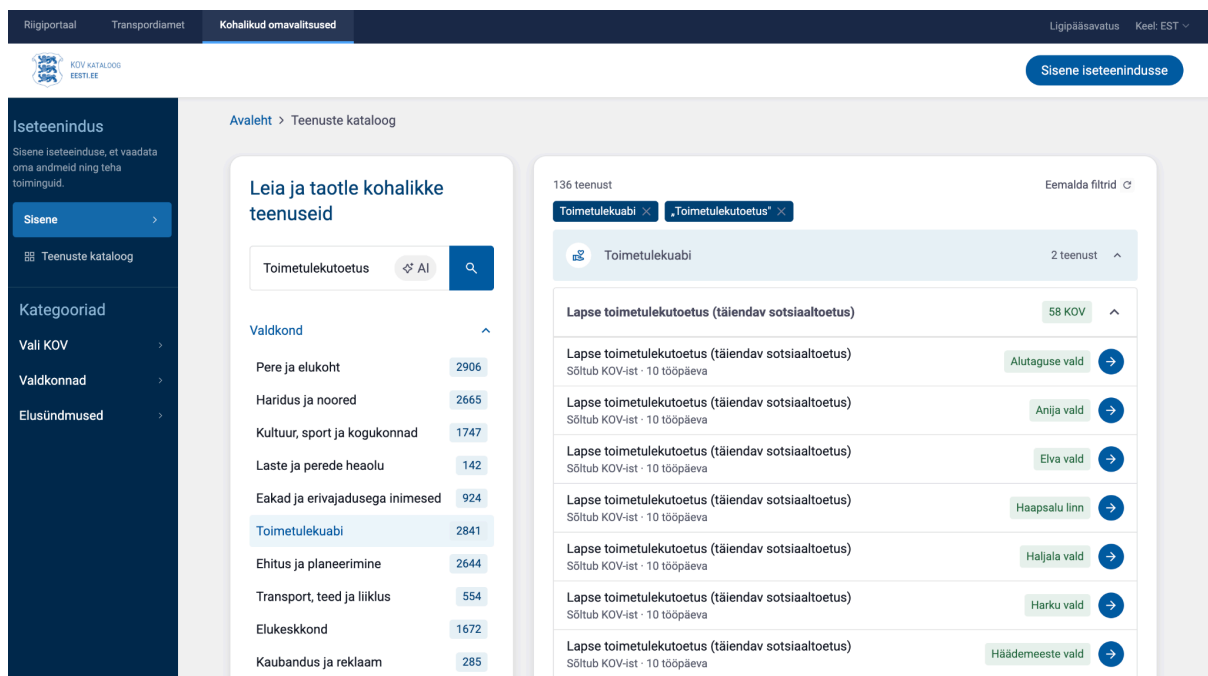 Riigiportaal
Transpordiamet
Kohalikud omavalitsused
Ligipääsavatus
Keel: EST
KOV KATALOOG
EESTI.EE
Sisene iseteenindusse
Iseteenindus
Sisene iseteeinduse, et vaadata
oma andmeid ning teha
toiminguid.
Sisene
Teenuste kataloog
Kategooriad
Vali KOV
Valdkonnad
Elusündmused
Avaleht > Teenuste kataloog
Leia ja taotle kohalikke
teenuseid
Toimetulekutoetus
AI
Valdkond
Pere ja elukoht 2906
Haridus ja noored 2665
Kultuur, sport ja kogukonnad 1747
Laste ja perede heaolu 142
Eakad ja erivajadusega inimesed 924
Toimetulekuabi 2841
Ehitus ja planeerimine 2644
Transport, teed ja liiklus 554
Elukeskkond 1672
Kaubandus ja reklaam 285
136 teenust
Eemalda filtrid
Toimetulekuabi
„Toimetulekutoetus"
Toimetulekuabi
2 teenust
Lapse toimetulekutoetus (täiendav sotsiaaltoetus)
58 KOV
Lapse toimetulekutoetus (täiendav sotsiaaltoetus)
Sõltub KOV-ist · 10 tööpäeva
Alutaguse vald
Lapse toimetulekutoetus (täiendav sotsiaaltoetus)
Sõltub KOV-ist · 10 tööpäeva
Anija vald
Lapse toimetulekutoetus (täiendav sotsiaaltoetus)
Sõltub KOV-ist · 10 tööpäeva
Elva vald
Lapse toimetulekutoetus (täiendav sotsiaaltoetus)
Sõltub KOV-ist · 10 tööpäeva
Haapsalu linn
Lapse toimetulekutoetus (täiendav sotsiaaltoetus)
Sõltub KOV-ist · 10 tööpäeva
Haljala vald
Lapse toimetulekutoetus (täiendav sotsiaaltoetus)
Sõltub KOV-ist · 10 tööpäeva
Harku vald
Lapse toimetulekutoetus (täiendav sotsiaaltoetus)
Sõltub KOV-ist · 10 tööpäeva
Häädemeeste vald